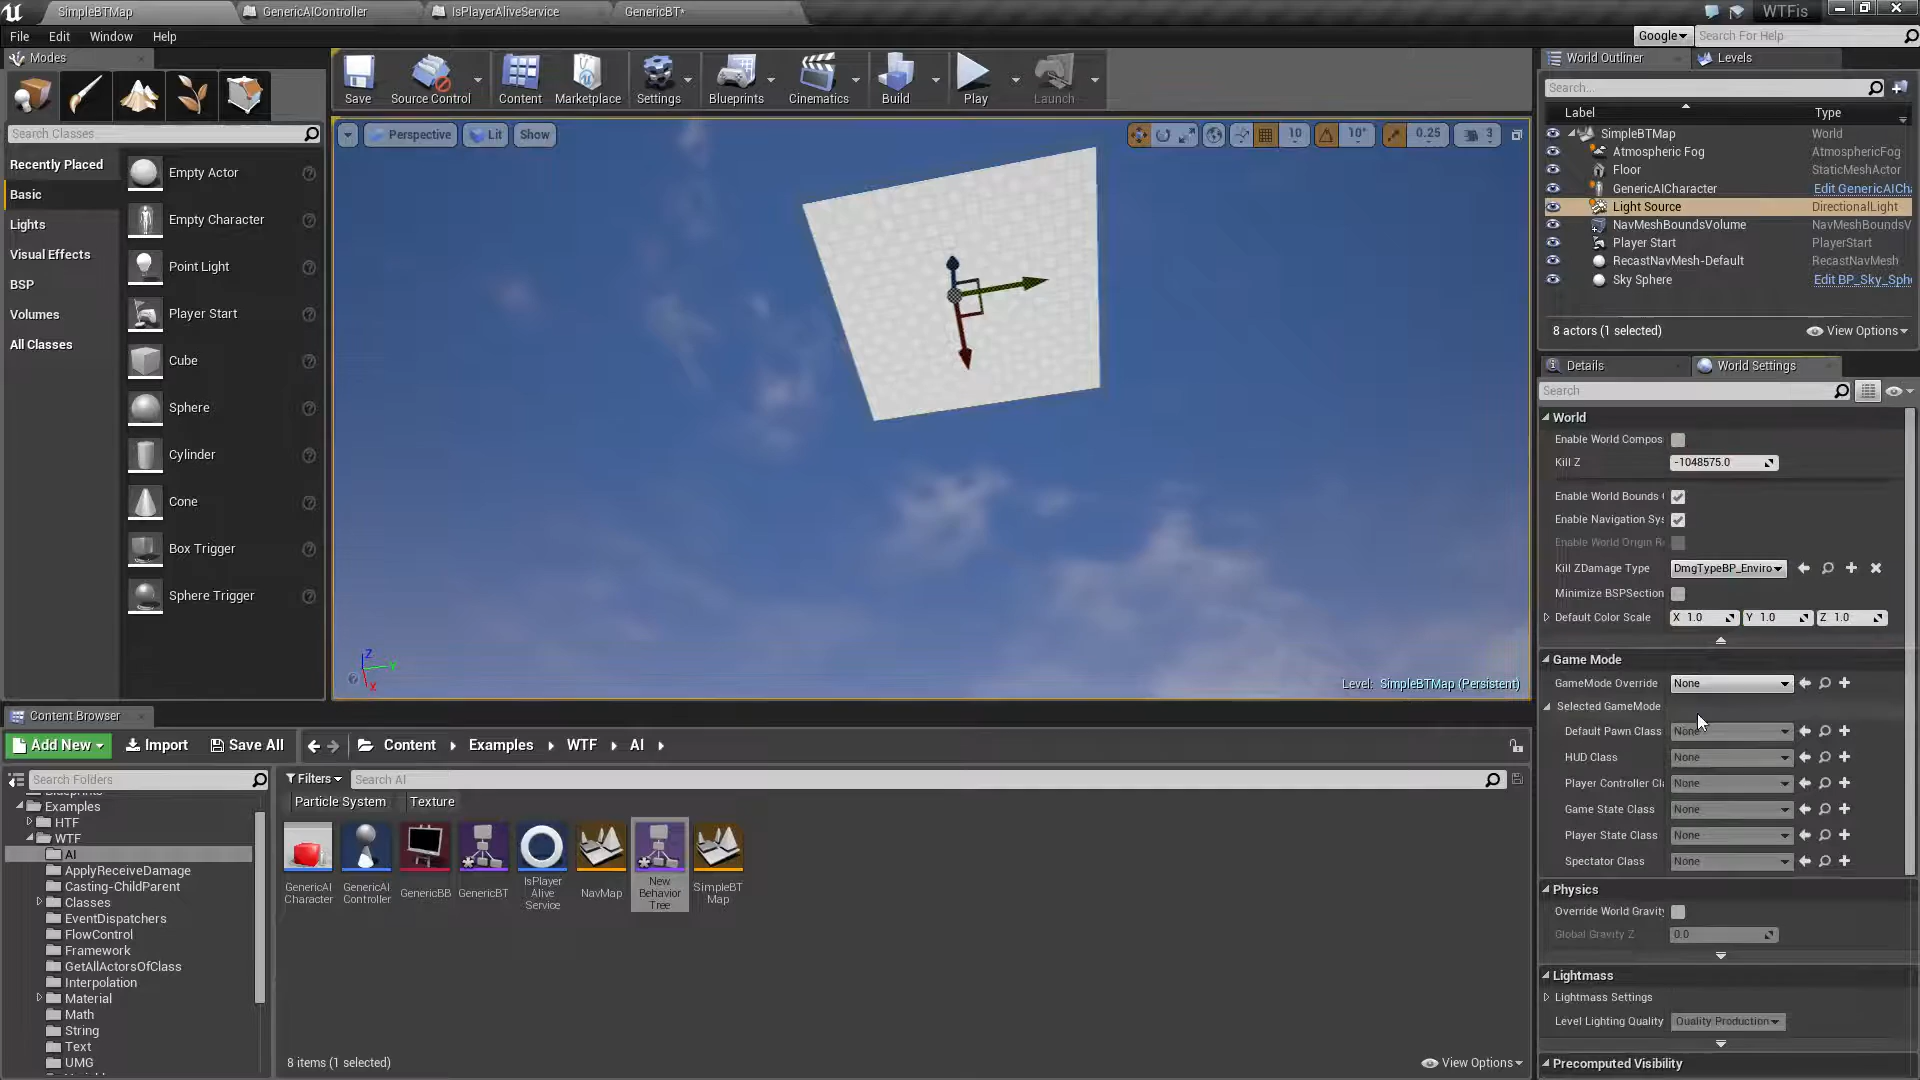 SimpleBTMap
GenericAIController
IsPlayerAliveService
GenericBT*
WTFis
File
Edit
Window
Help
Google
Search For Help
Modes
Search Classes
Recently Placed
Basic
Lights
Visual Effects
BSP
Volumes
All Classes
Empty Actor
Empty Character
Point Light
Player Start
Cube
Sphere
Cylinder
Cone
Box Trigger
Sphere Trigger
Save
Source Control
Content
Marketplace
Settings
Blueprints
Cinematics
Build
Play
Launch
Perspective
Lit
Show
10
10°
0.25
3
Z
Y
X
Level: SimpleBTMap (Persistent)
World Outliner
Levels
Search...
Label
Type
SimpleBTMap World
Atmospheric Fog AtmosphericFog
Floor StaticMeshActor
GenericAICharacter Edit GenericAICha
Light Source DirectionalLight
NavMeshBoundsVolume NavMeshBoundsV
Player Start PlayerStart
RecastNavMesh-Default RecastNavMesh
Sky Sphere Edit BP_Sky_Sphe
8 actors (1 selected)
View Options
Details
World Settings
Search
World
Enable World Compos
Kill Z -1048575.0
Enable World Bounds
Enable Navigation Sys
Enable World Origin R
Kill ZDamage Type DmgTypeBP_Enviro
Minimize BSPSection
Default Color Scale X 1.0 Y 1.0 Z 1.0
Game Mode
GameMode Override None
Selected GameMode
Default Pawn Class None
HUD Class None
Player Controller Cl None
Game State Class None
Player State Class None
Spectator Class None
Physics
Override World Gravity
Global Gravity Z 0.0
Lightmass
Lightmass Settings
Level Lighting Quality Quality Production
Precomputed Visibility
Content Browser
Add New
Import
Save All
Content
Examples
WTF
AI
Search Folders
Examples
HTF
WTF
AI
ApplyReceiveDamage
Casting-ChildParent
Classes
EventDispatchers
FlowControl
Framework
GetAllActorsOfClass
Interpolation
Material
Math
String
Text
UMG
Filters
Search AI
Particle System
Texture
GenericAI
Character
GenericAI
Controller
GenericBB
GenericBT
IsPlayer
Alive
Service
NavMap
New
Behavior
Tree
SimpleBT
Map
8 items (1 selected)
View Options